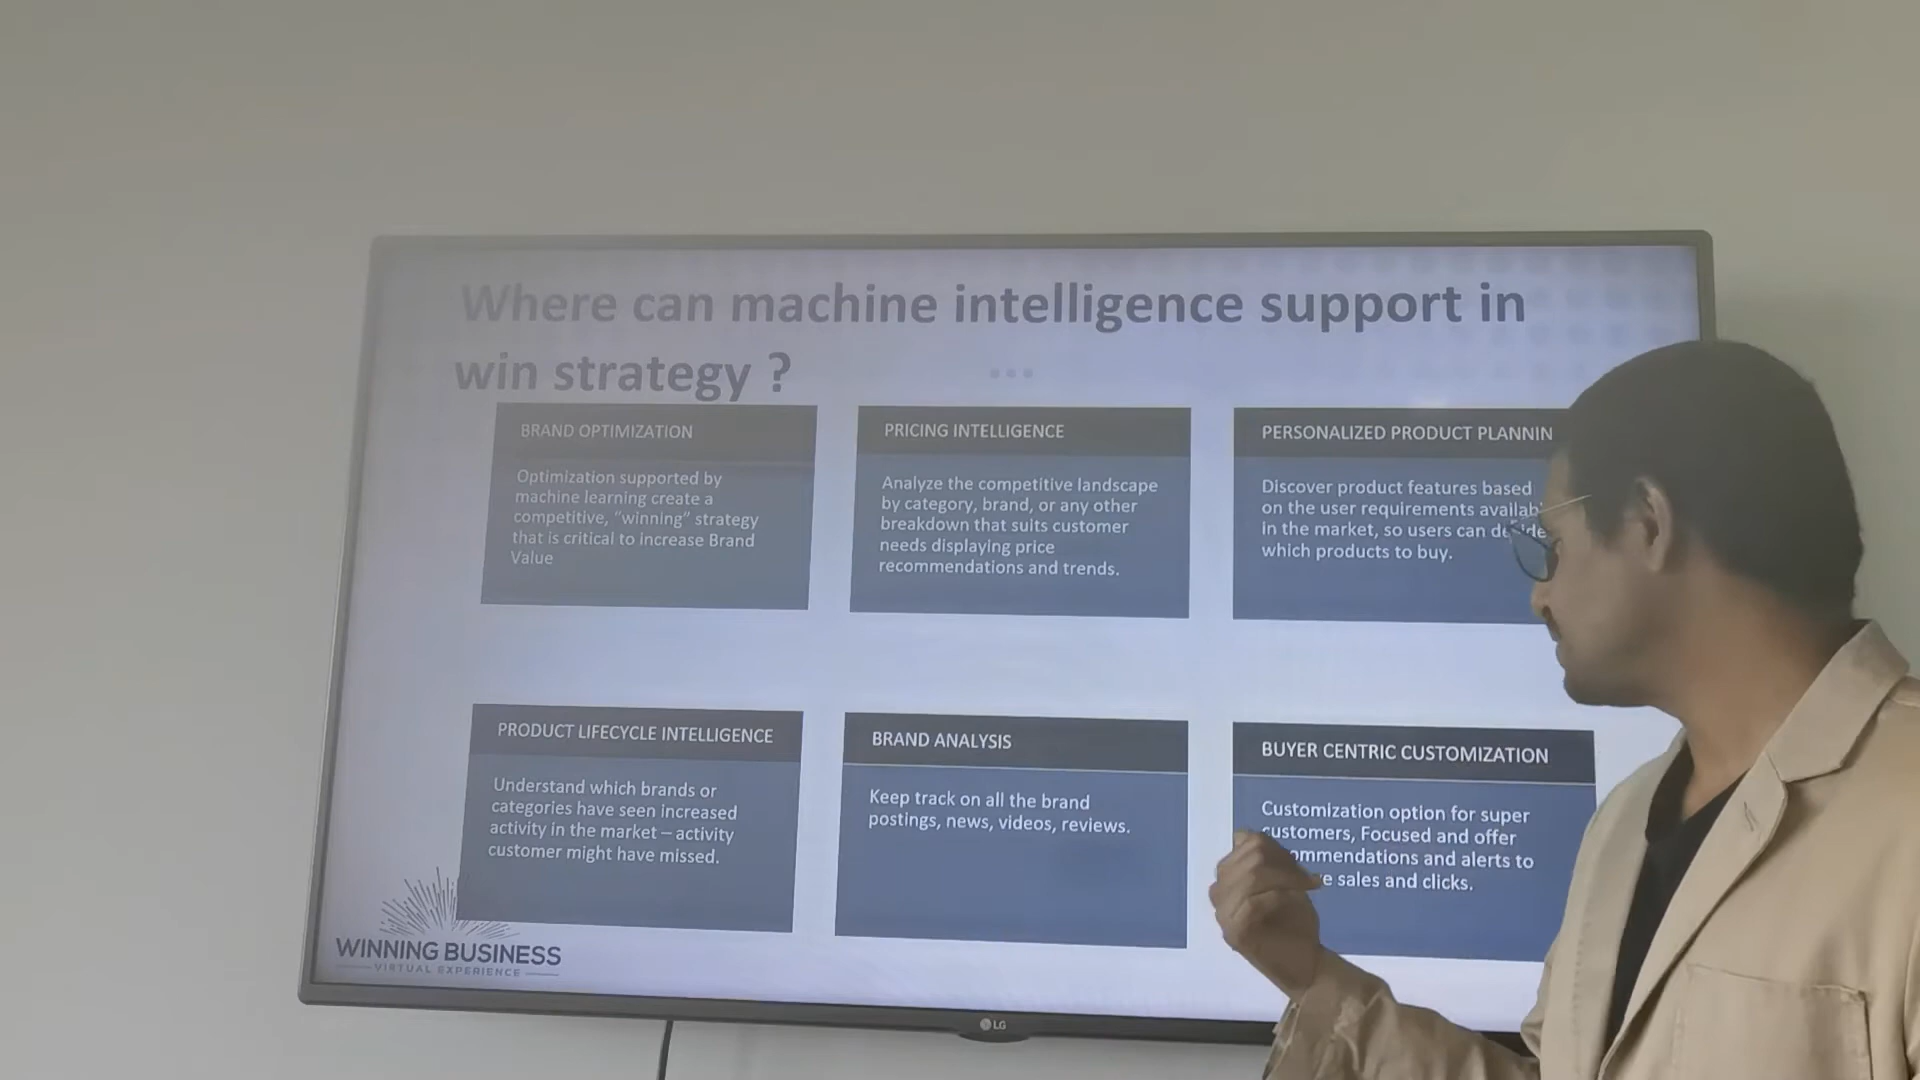 Where can machine intelligence support in
win strategy ?
BRAND OPTIMIZATION
Optimization supported by
machine learning create a
competitive, “winning” strategy
that is critical to increase Brand
Value
PRICING INTELLIGENCE
Analyze the competitive landscape
by category, brand, or any other
breakdown that suits customer
needs displaying price
recommendations and trends.
PERSONALIZED PRODUCT PLANNIN
Discover product features based
on the user requirements
in the market, so users can
which products to buy.
PRODUCT LIFECYCLE INTELLIGENCE
Understand which brands or
categories have seen increased
activity in the market – activity
customer might have missed.
BRAND ANALYSIS
Keep track on all the brand
postings, news, videos, reviews.
BUYER CENTRIC CUSTOMIZATION
Customization option for super
customers, Focused and offer
and alerts to
sales and clicks.
WINNING BUSINESS
VIRTUAL EXPERIENCE
LG